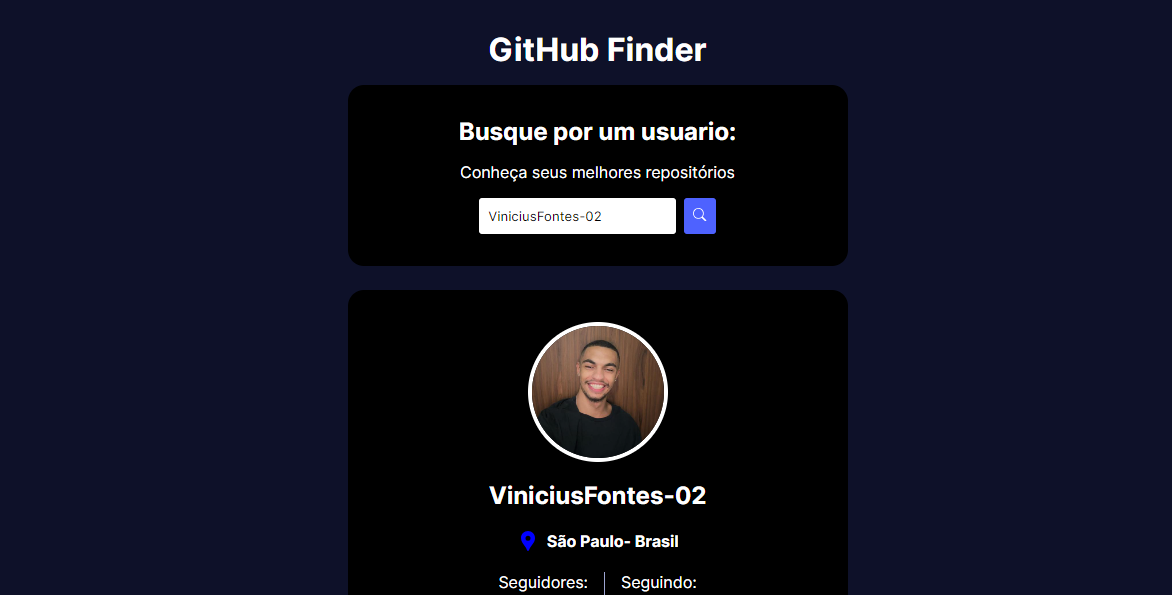 GitHub Finder
Busque por um usuario:
Conheça seus melhores repositórios
ViniciusFontes-02
ViniciusFontes-02
São Paulo- Brasil
Seguidores: Seguindo: